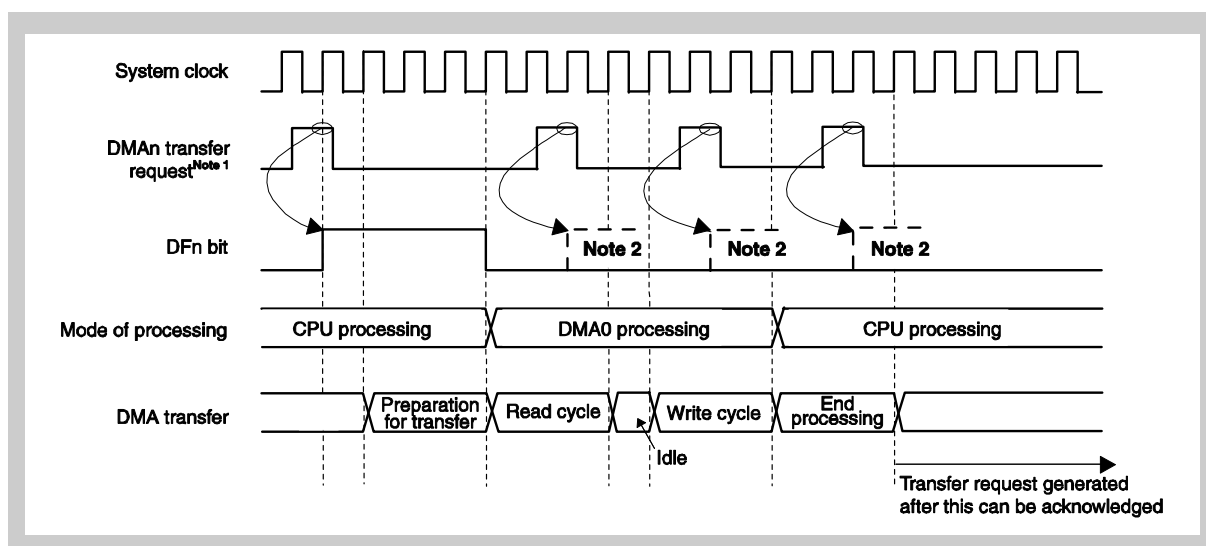 System clock
DMAn transfer
request Note 1
DFn bit
Note 2
Note 2
Note 2
Mode of processing
CPU processing
DMA0 processing
CPU processing
DMA transfer
Preparation
for transfer
Read cycle
Write cycle
End
processing
Idle
Transfer request generated
after this can be acknowledged